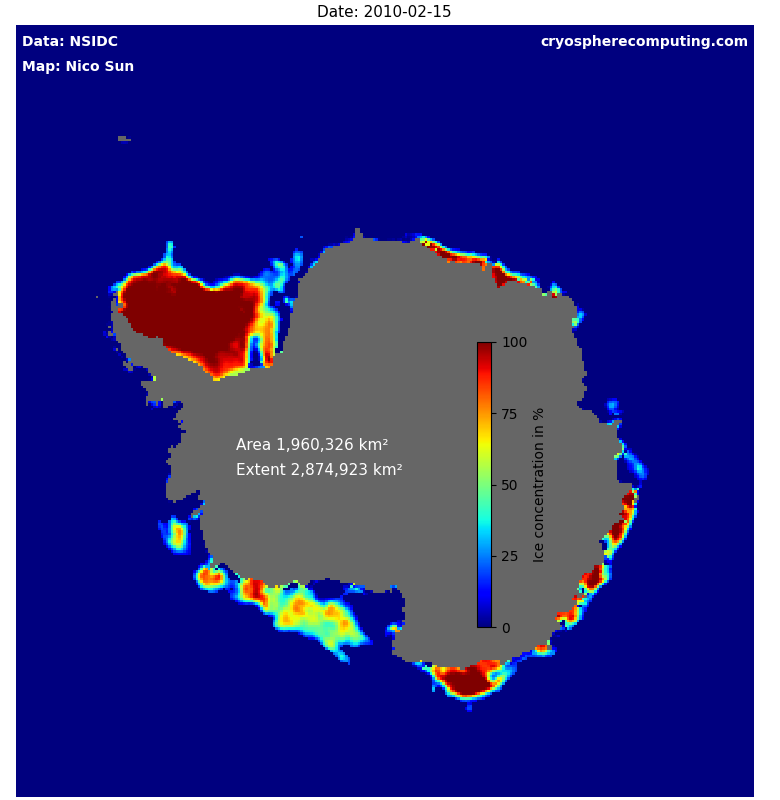 Date: 2010-02-15
Data: NSIDC
cryospherecomputing.com
Map: Nico Sun
Area 1,960,326 km²
Extent 2,874,923 km²
100
75
50
25
0
Ice concentration in %